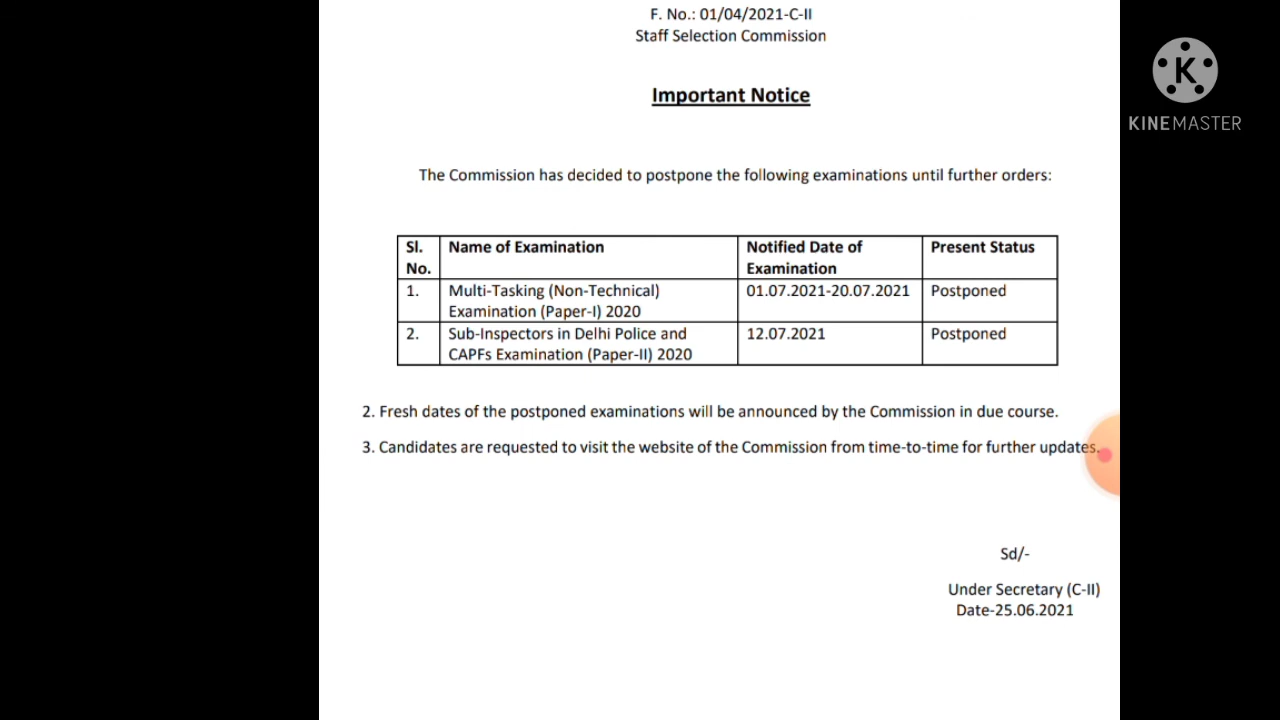 F. No.: 01/04/2021-C-II
Staff Selection Commission
Important Notice
K
KINEMASTER
The Commission has decided to postpone the following examinations until further orders:
Sl. No. Name of Examination Notified Date of Examination Present Status
1. Multi-Tasking (Non-Technical) Examination (Paper-I) 2020 01.07.2021-20.07.2021 Postponed
2. Sub-Inspectors in Delhi Police and CAPFs Examination (Paper-II) 2020 12.07.2021 Postponed
2. Fresh dates of the postponed examinations will be announced by the Commission in due course.
3. Candidates are requested to visit the website of the Commission from time-to-time for further updates.
Sd/-
Under Secretary (C-II)
Date-25.06.2021